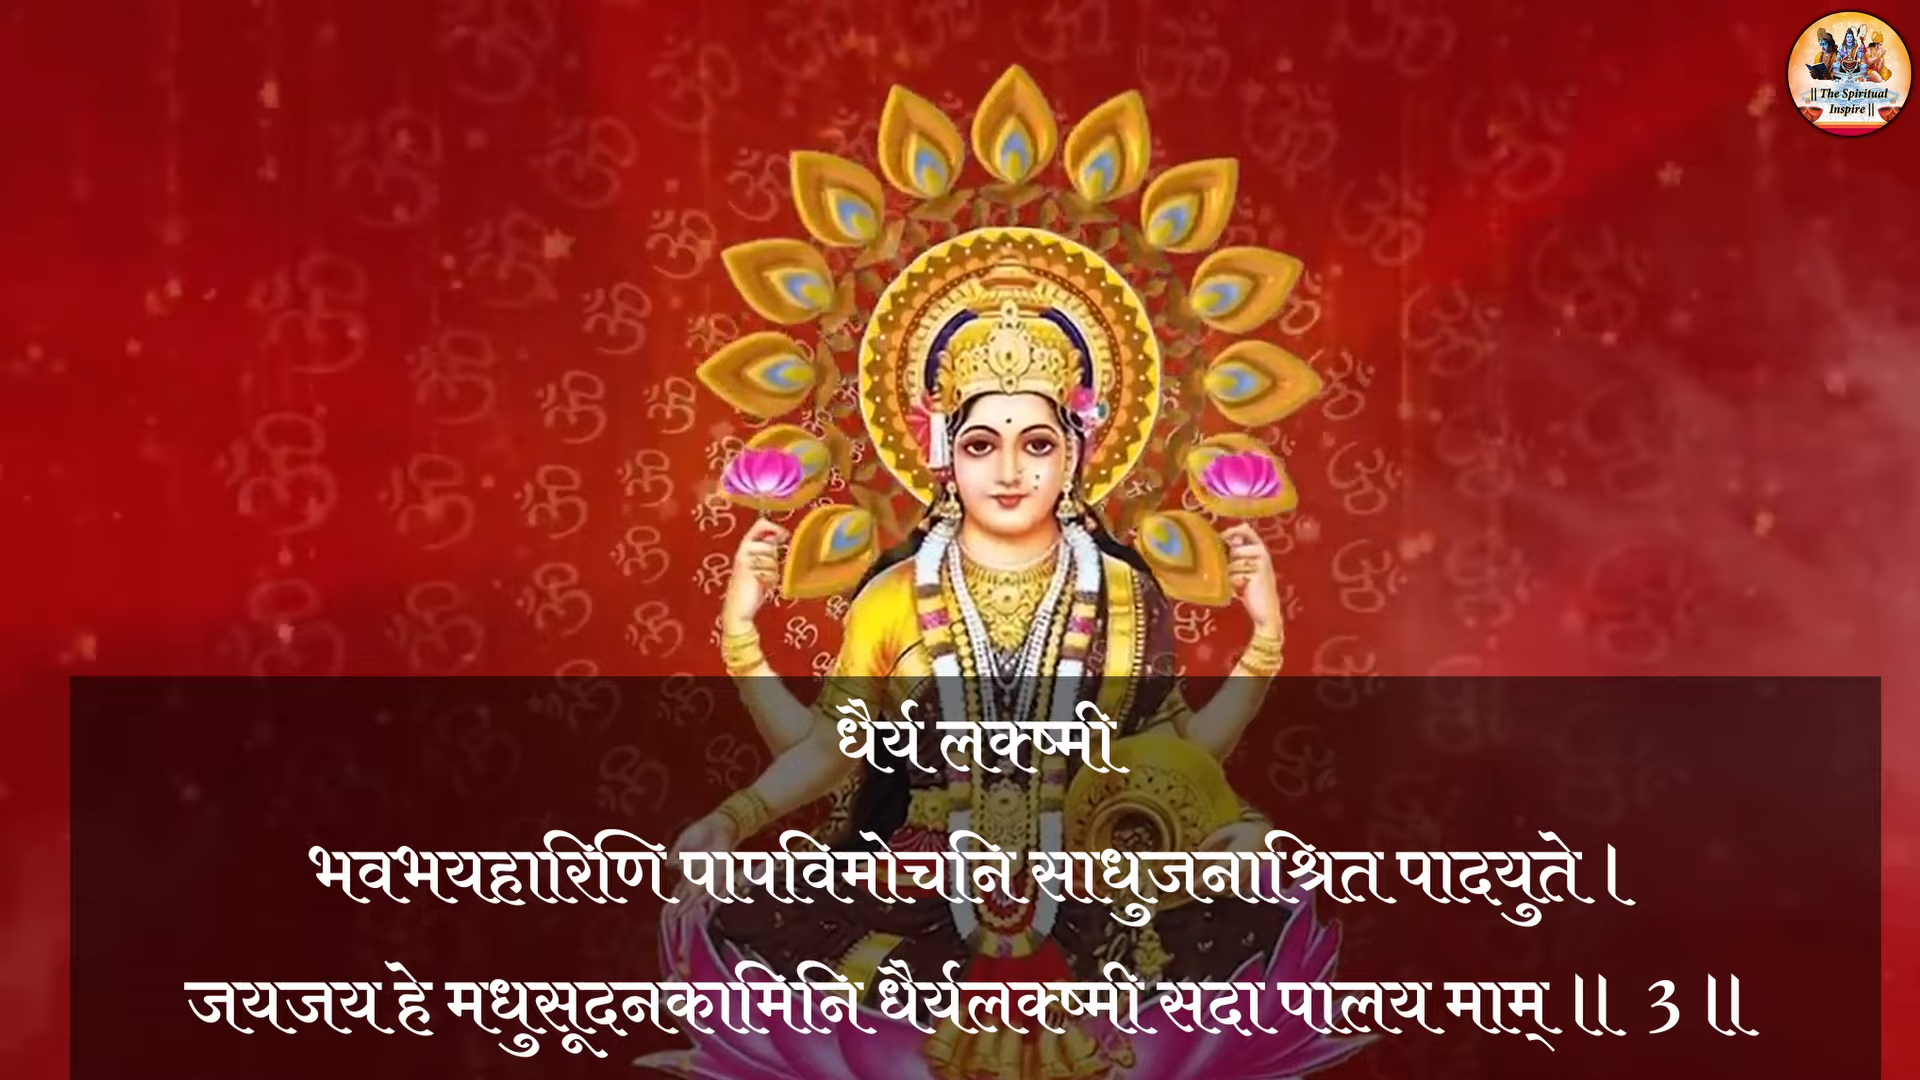 || The Spiritual
Inspire ||
धैर्य लक्ष्मी
भवभयहारिणि पापविमोचनि साधुजनाश्रित पादयुते ।
जयजय हे मधुसूदनकामिनि धैर्यलक्ष्मी सदा पालय माम् ॥ 3 ॥